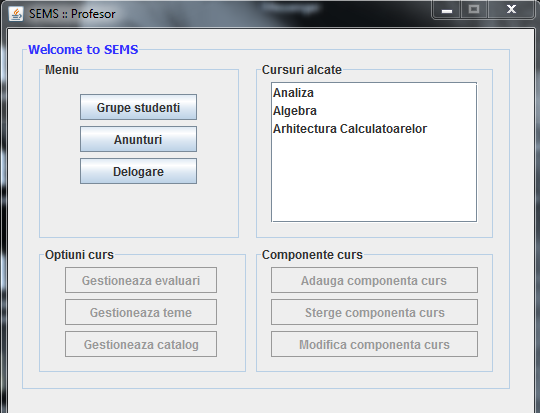 SEMS :: Profesor
Welcome to SEMS
Meniu
Grupe studenti
Anunturi
Delogare
Cursuri alcate
Analiza
Algebra
Arhitectura Calculatoarelor
Optiuni curs
Gestioneaza evaluari
Gestioneaza teme
Gestioneaza catalog
Componente curs
Adauga componenta curs
Sterge componenta curs
Modifica componenta curs